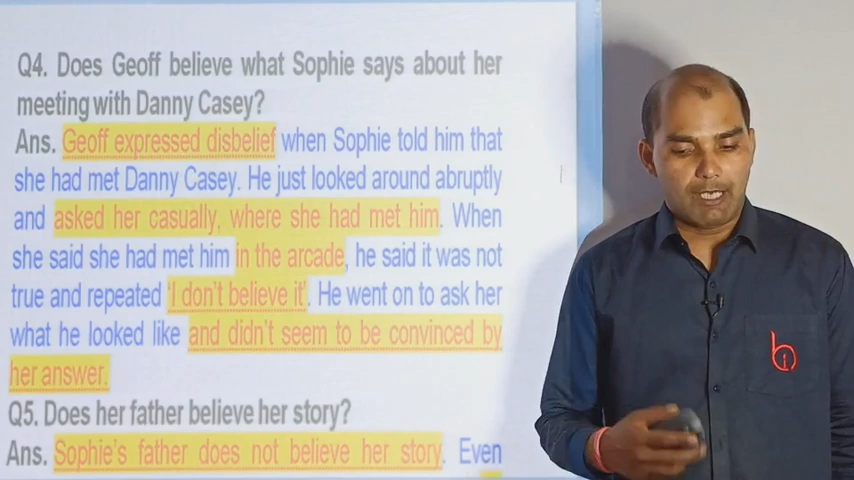 Q4. Does Geoff believe what Sophie says about her
meeting with Danny Casey?
Ans. Geoff expressed disbelief when Sophie told him that
she had met Danny Casey. He just looked around abruptly
and asked her casually, where she had met him. When
she said she had met him in the arcade, he said it was not
true and repeated 'I don't believe it'. He went on to ask her
what he looked like and didn't seem to be convinced by
her answer.
Q5. Does her father believe her story?
Ans. Sophie's father does not believe her story. Even